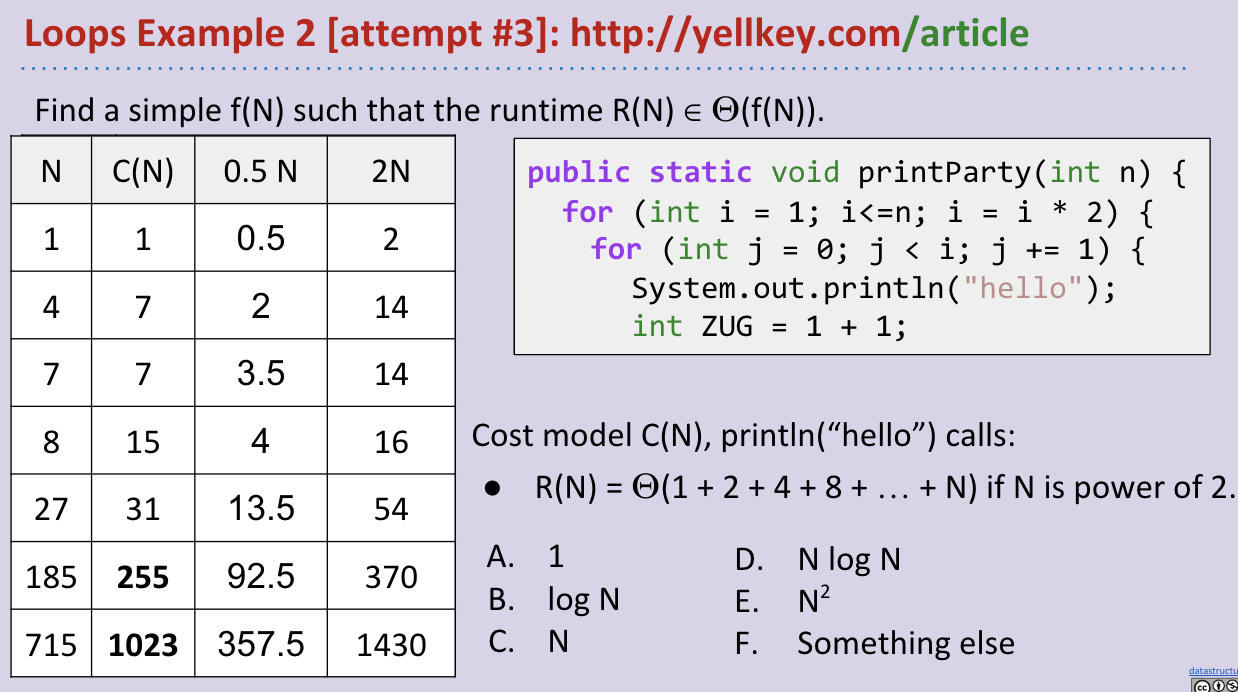 Loops Example 2 [attempt #3]: http://yellkey.com/article
Find a simple f(N) such that the runtime R(N) ∈ Θ(f(N)).
N C(N) 0.5 N 2N
1 1 0.5 2
4 7 2 14
7 7 3.5 14
8 15 4 16
27 31 13.5 54
185 255 92.5 370
715 1023 357.5 1430
public static void printParty(int n) {
for (int i = 1; i<=n; i = i * 2) {
for (int j = 0; j < i; j += 1) {
System.out.println("hello");
int ZUG = 1 + 1;
Cost model C(N), println(“hello”) calls:
● R(N) = Θ(1 + 2 + 4 + 8 + … + N) if N is power of 2.
A. 1
B. log N
C. N
D. N log N
E. N²
F. Something else
datastructu
cc